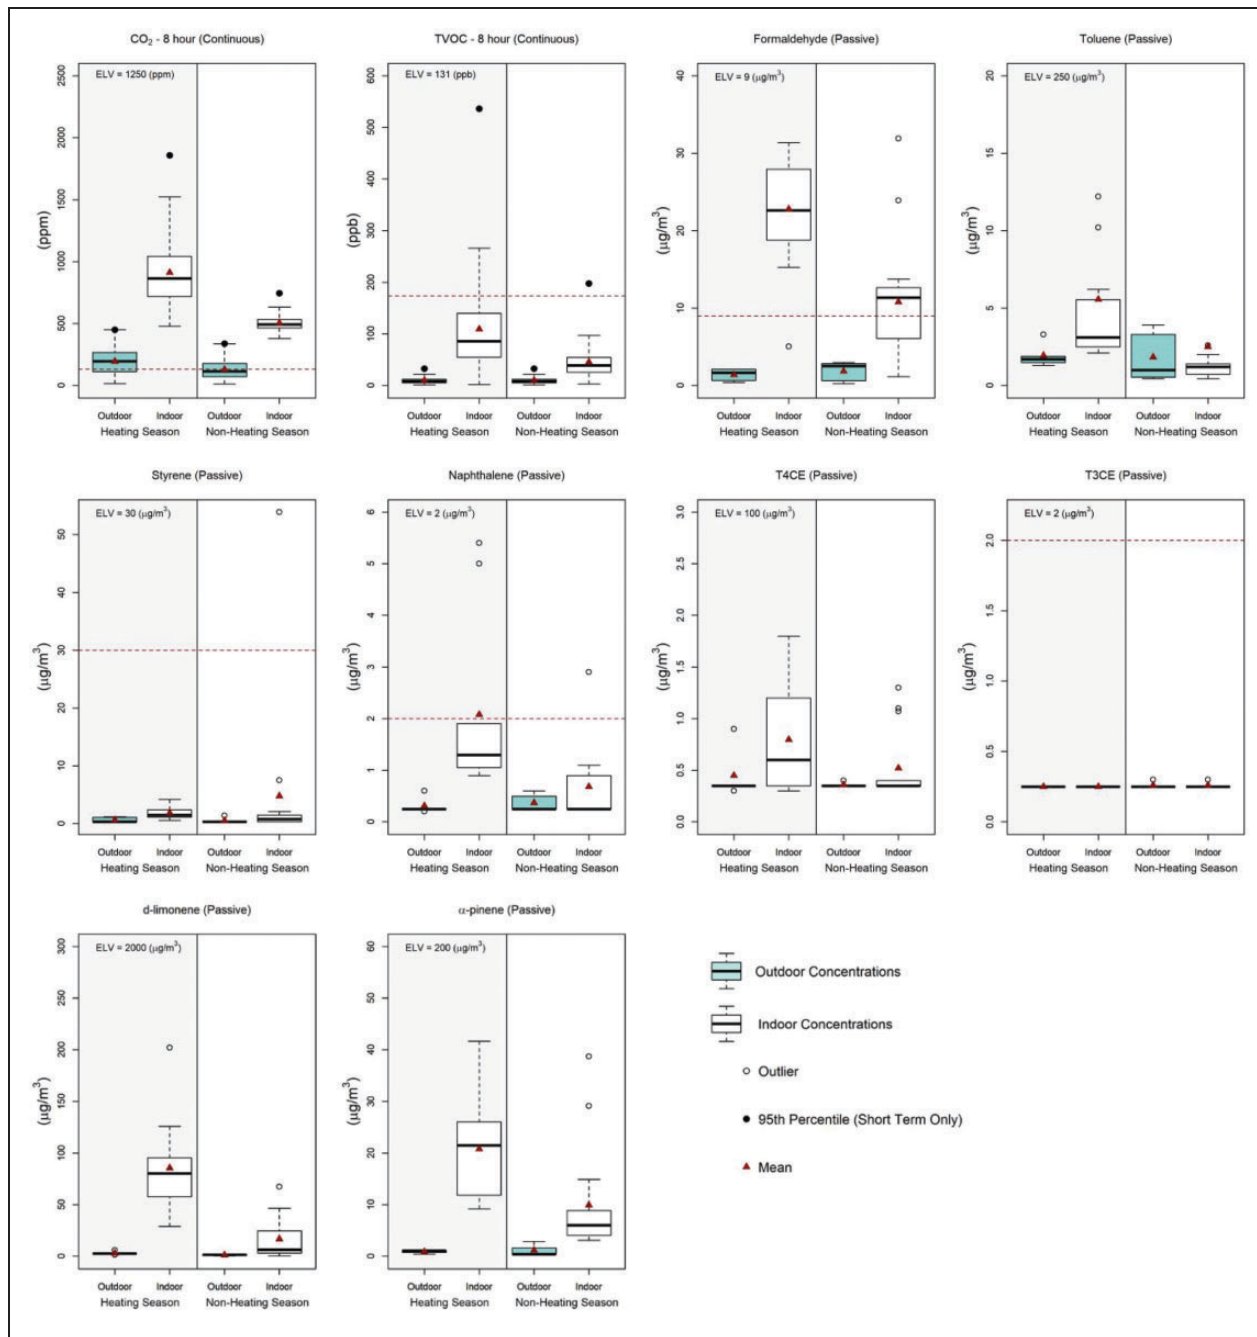 CO₂ - 8 hour (Continuous)
ELV = 1250 (ppm)
2500
2000
1500
1000
500
0
(ppm)
Outdoor Indoor Outdoor Indoor
Heating Season Non-Heating Season
TVOC - 8 hour (Continuous)
ELV = 131 (ppb)
600
500
400
300
200
100
0
(ppb)
Outdoor Indoor Outdoor Indoor
Heating Season Non-Heating Season
Formaldehyde (Passive)
ELV = 9 (μg/m³)
40
30
20
10
0
(μg/m³)
Outdoor Indoor Outdoor Indoor
Heating Season Non-Heating Season
Toluene (Passive)
ELV = 250 (μg/m³)
20
15
10
5
0
(μg/m³)
Outdoor Indoor Outdoor Indoor
Heating Season Non-Heating Season
Styrene (Passive)
ELV = 30 (μg/m³)
50
40
30
20
10
0
(μg/m³)
Outdoor Indoor Outdoor Indoor
Heating Season Non-Heating Season
Naphthalene (Passive)
ELV = 2 (μg/m³)
6
5
4
3
2
1
0
(μg/m³)
Outdoor Indoor Outdoor Indoor
Heating Season Non-Heating Season
T4CE (Passive)
ELV = 100 (μg/m³)
3.0
2.5
2.0
1.5
1.0
0.5
0.0
(μg/m³)
Outdoor Indoor Outdoor Indoor
Heating Season Non-Heating Season
T3CE (Passive)
ELV = 2 (μg/m³)
2.0
1.5
1.0
0.5
0.0
(μg/m³)
Outdoor Indoor Outdoor Indoor
Heating Season Non-Heating Season
d-limonene (Passive)
ELV = 2000 (μg/m³)
300
250
200
150
100
50
0
(μg/m³)
Outdoor Indoor Outdoor Indoor
Heating Season Non-Heating Season
α-pinene (Passive)
ELV = 200 (μg/m³)
60
50
40
30
20
10
0
(μg/m³)
Outdoor Indoor Outdoor Indoor
Heating Season Non-Heating Season
Outdoor Concentrations
Indoor Concentrations
Outlier
95th Percentile (Short Term Only)
Mean